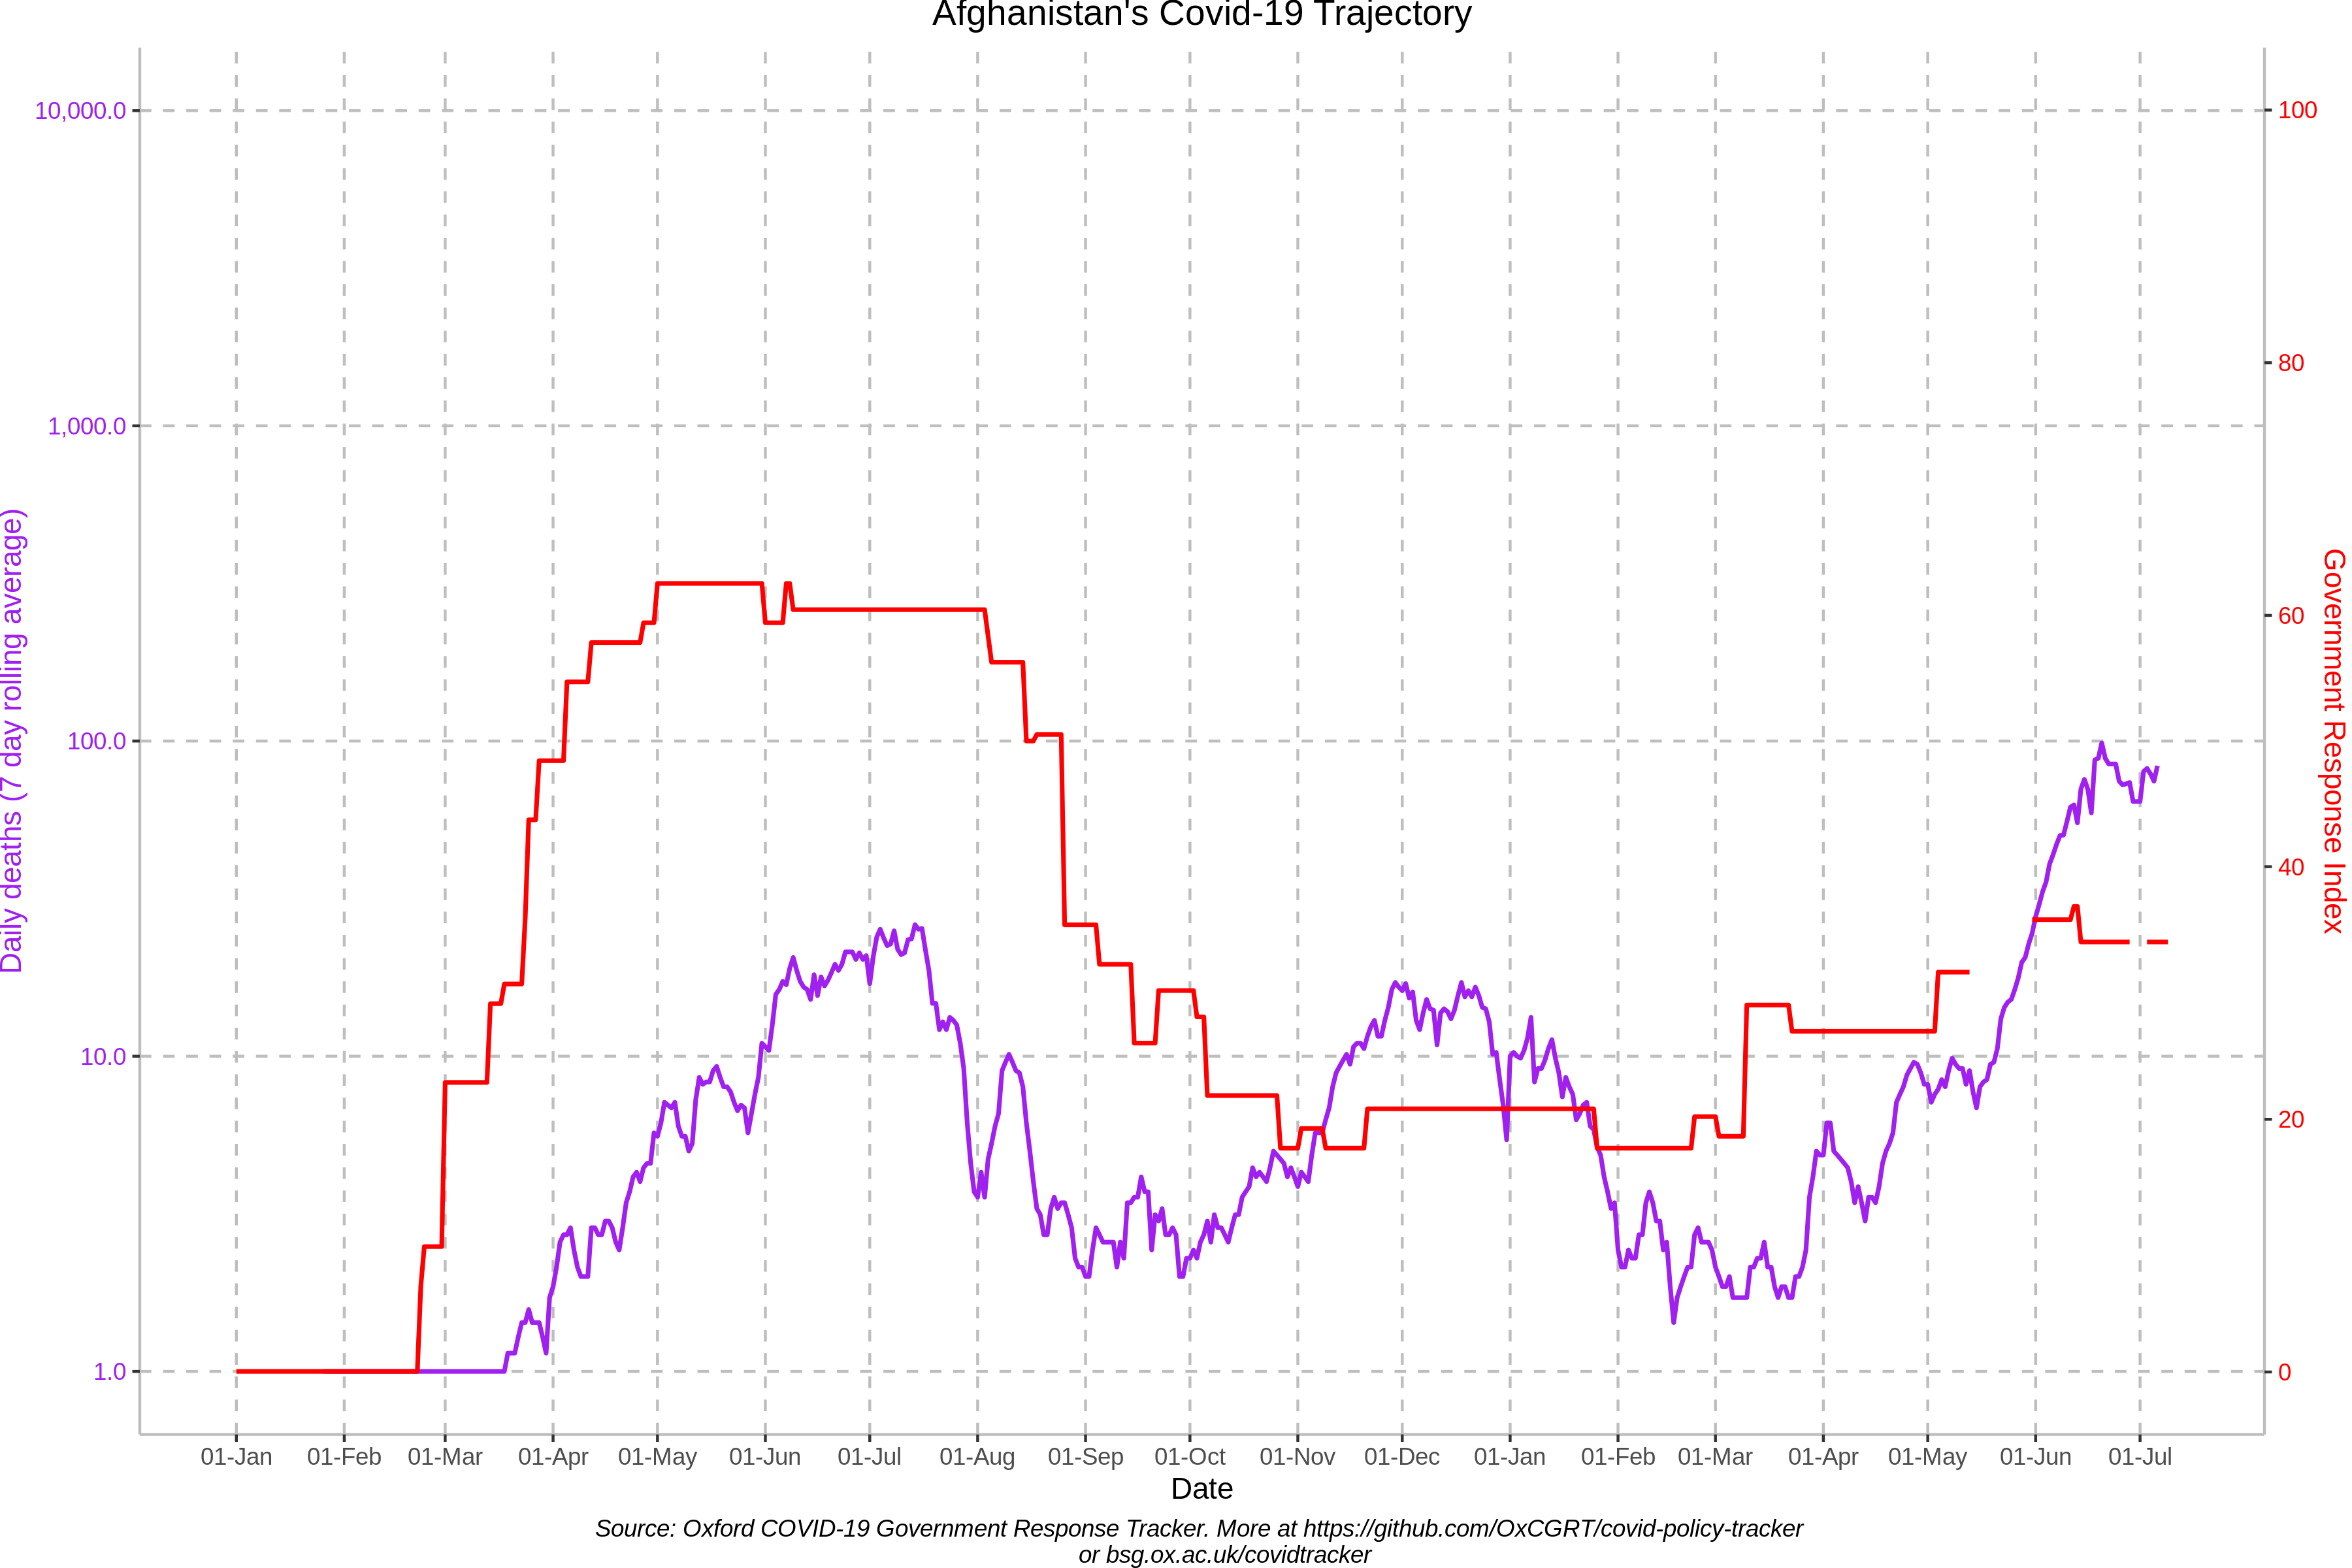 Afghanistan's Covid-19 Trajectory
10,000.0
1,000.0
100.0
10.0
1.0
Daily deaths (7 day rolling average)
100
80
60
40
20
0
Government Response Index
01-Jan 01-Feb 01-Mar 01-Apr 01-May 01-Jun 01-Jul 01-Aug 01-Sep 01-Oct 01-Nov 01-Dec 01-Jan 01-Feb 01-Mar 01-Apr 01-May 01-Jun 01-Jul
Date
Source: Oxford COVID-19 Government Response Tracker. More at https://github.com/OxCGRT/covid-policy-tracker
or bsg.ox.ac.uk/covidtracker